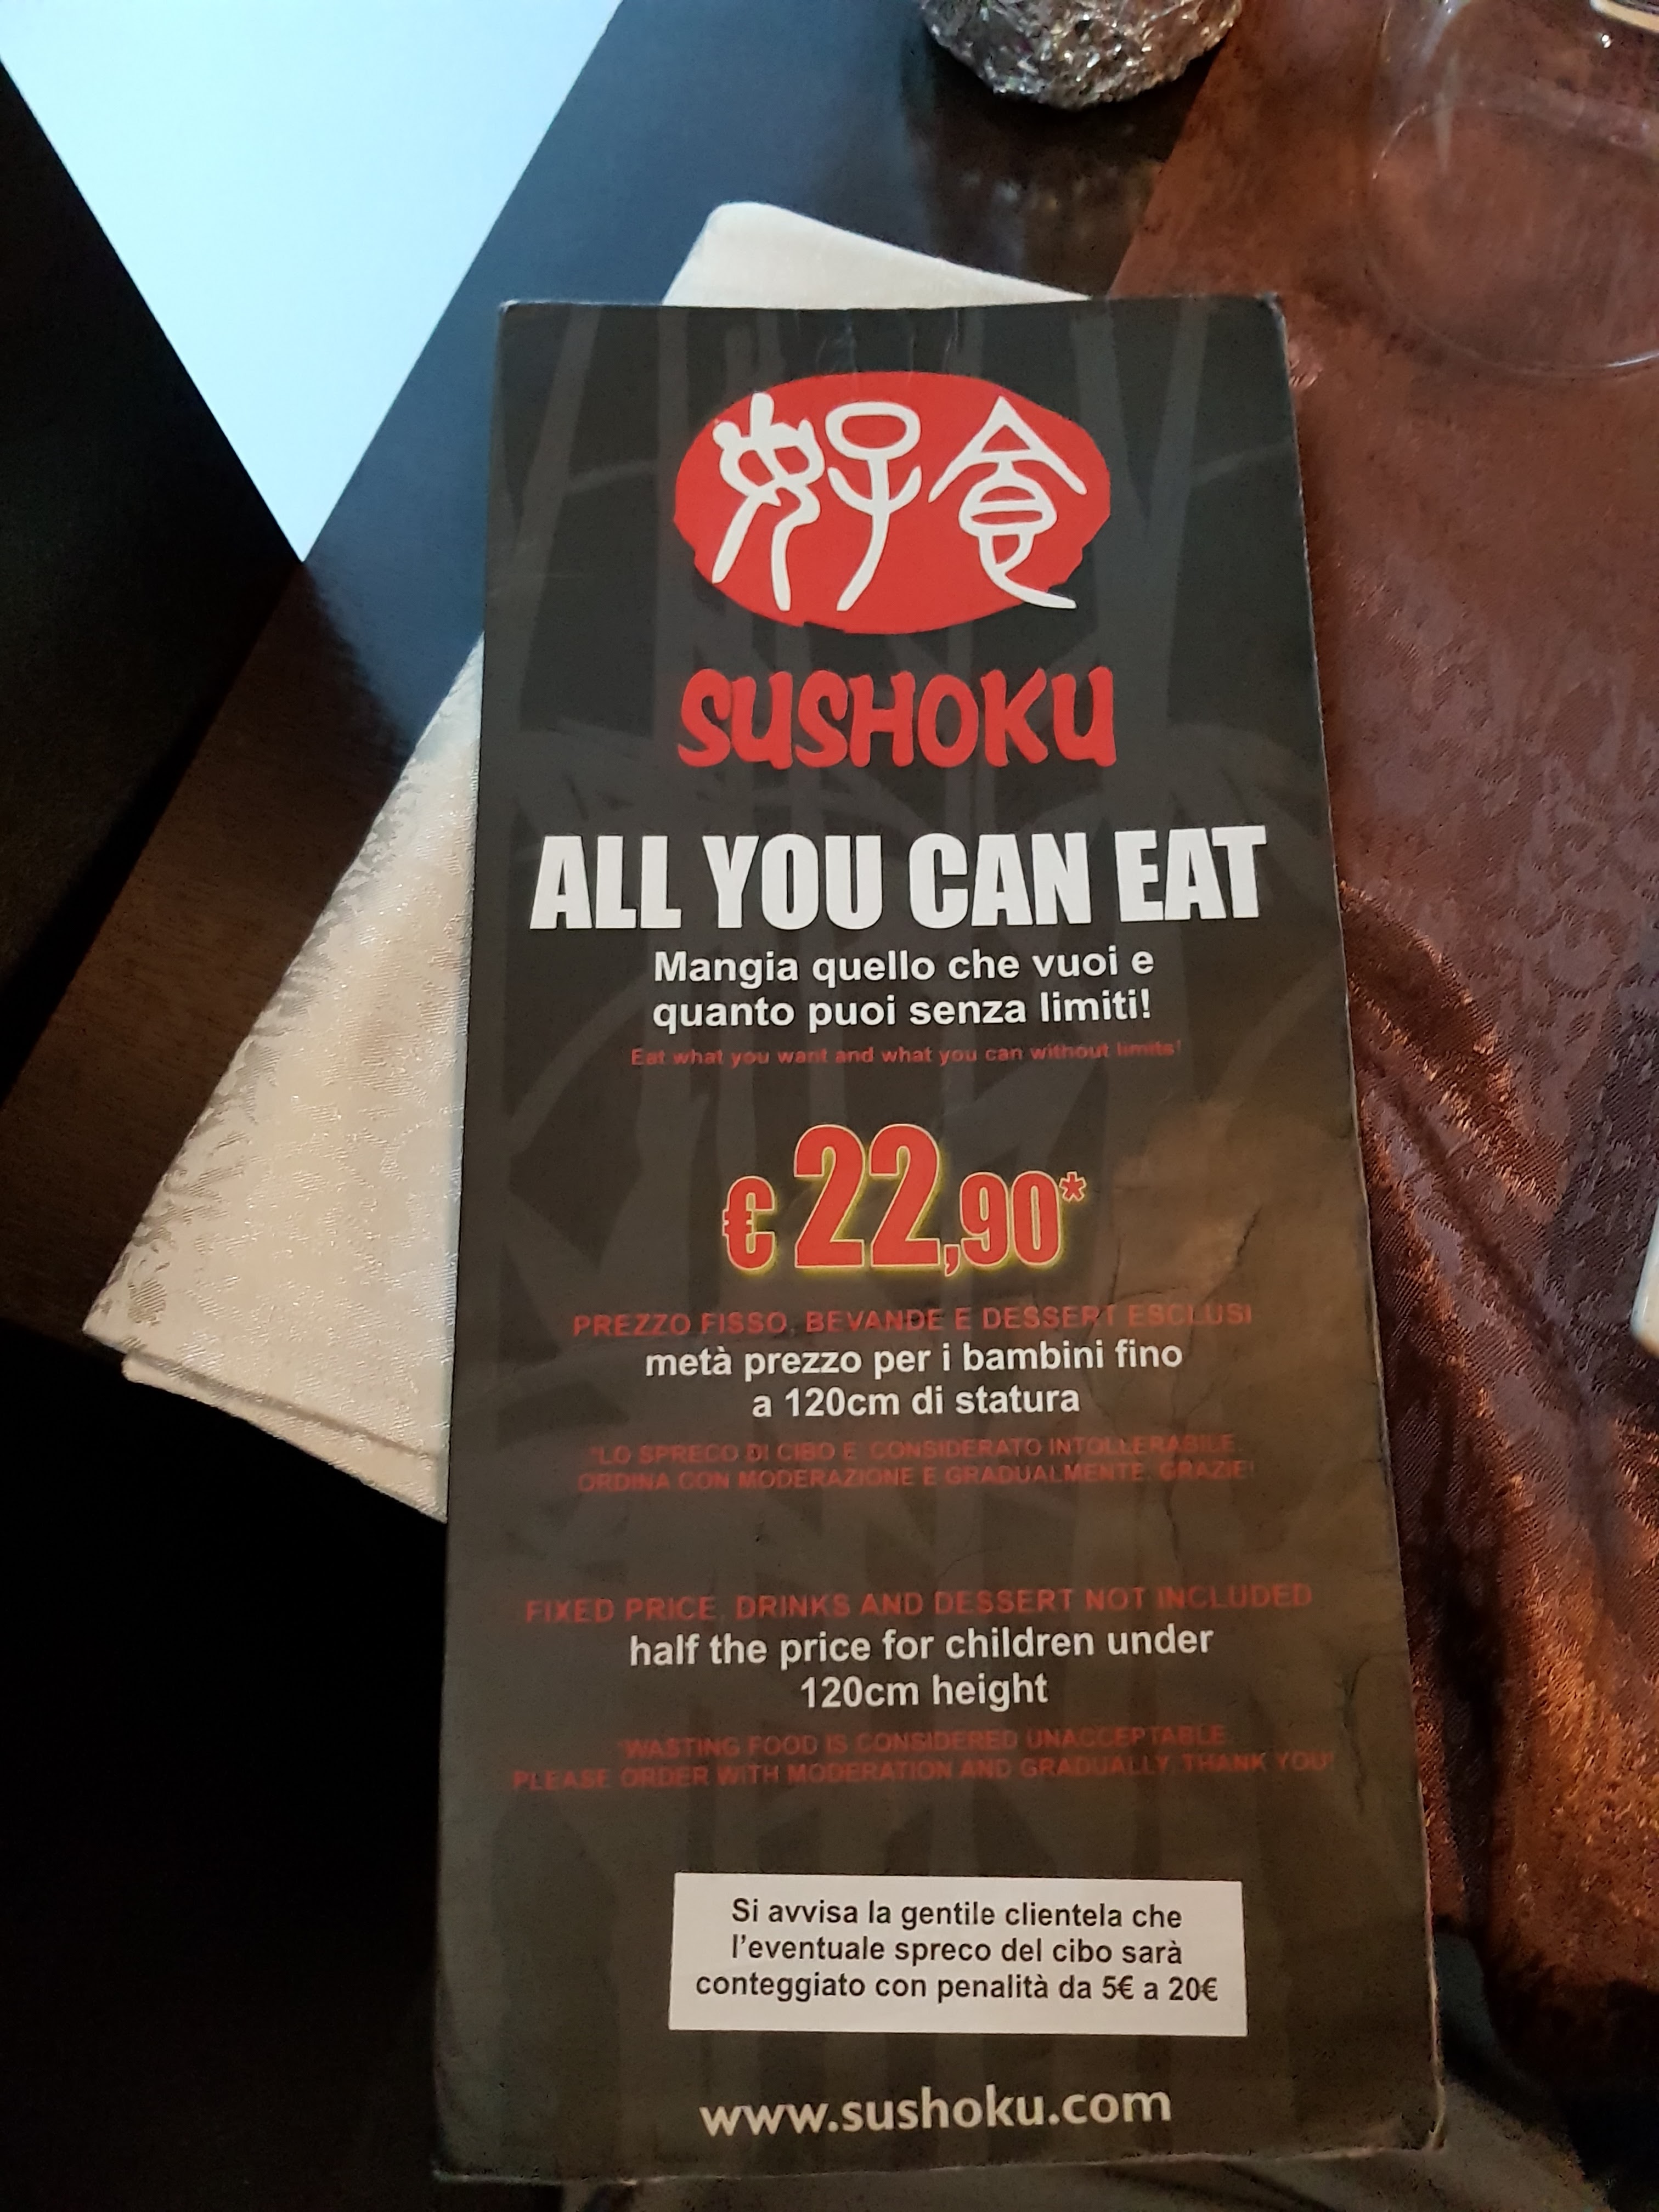 好食
SUSHOKU
ALL YOU CAN EAT
Mangia quello che vuoi e
quanto puoi senza limiti!
Eat what you want and what you can without limits!
€ 22,90*
PREZZO FISSO, BEVANDE E DESSERT ESCLUSI
metà prezzo per i bambini fino
a 120cm di statura
*LO SPRECO DI CIBO E' CONSIDERATO INTOLLERABILE.
ORDINA CON MODERAZIONE E GRADUALMENTE, GRAZIE!
FIXED PRICE, DRINKS AND DESSERT NOT INCLUDED
half the price for children under
120cm height
*WASTING FOOD IS CONSIDERED UNACCEPTABLE.
PLEASE ORDER WITH MODERATION AND GRADUALLY, THANK YOU!
Si avvisa la gentile clientela che
l'eventuale spreco del cibo sarà
conteggiato con penalità da 5€ a 20€
www.sushoku.com